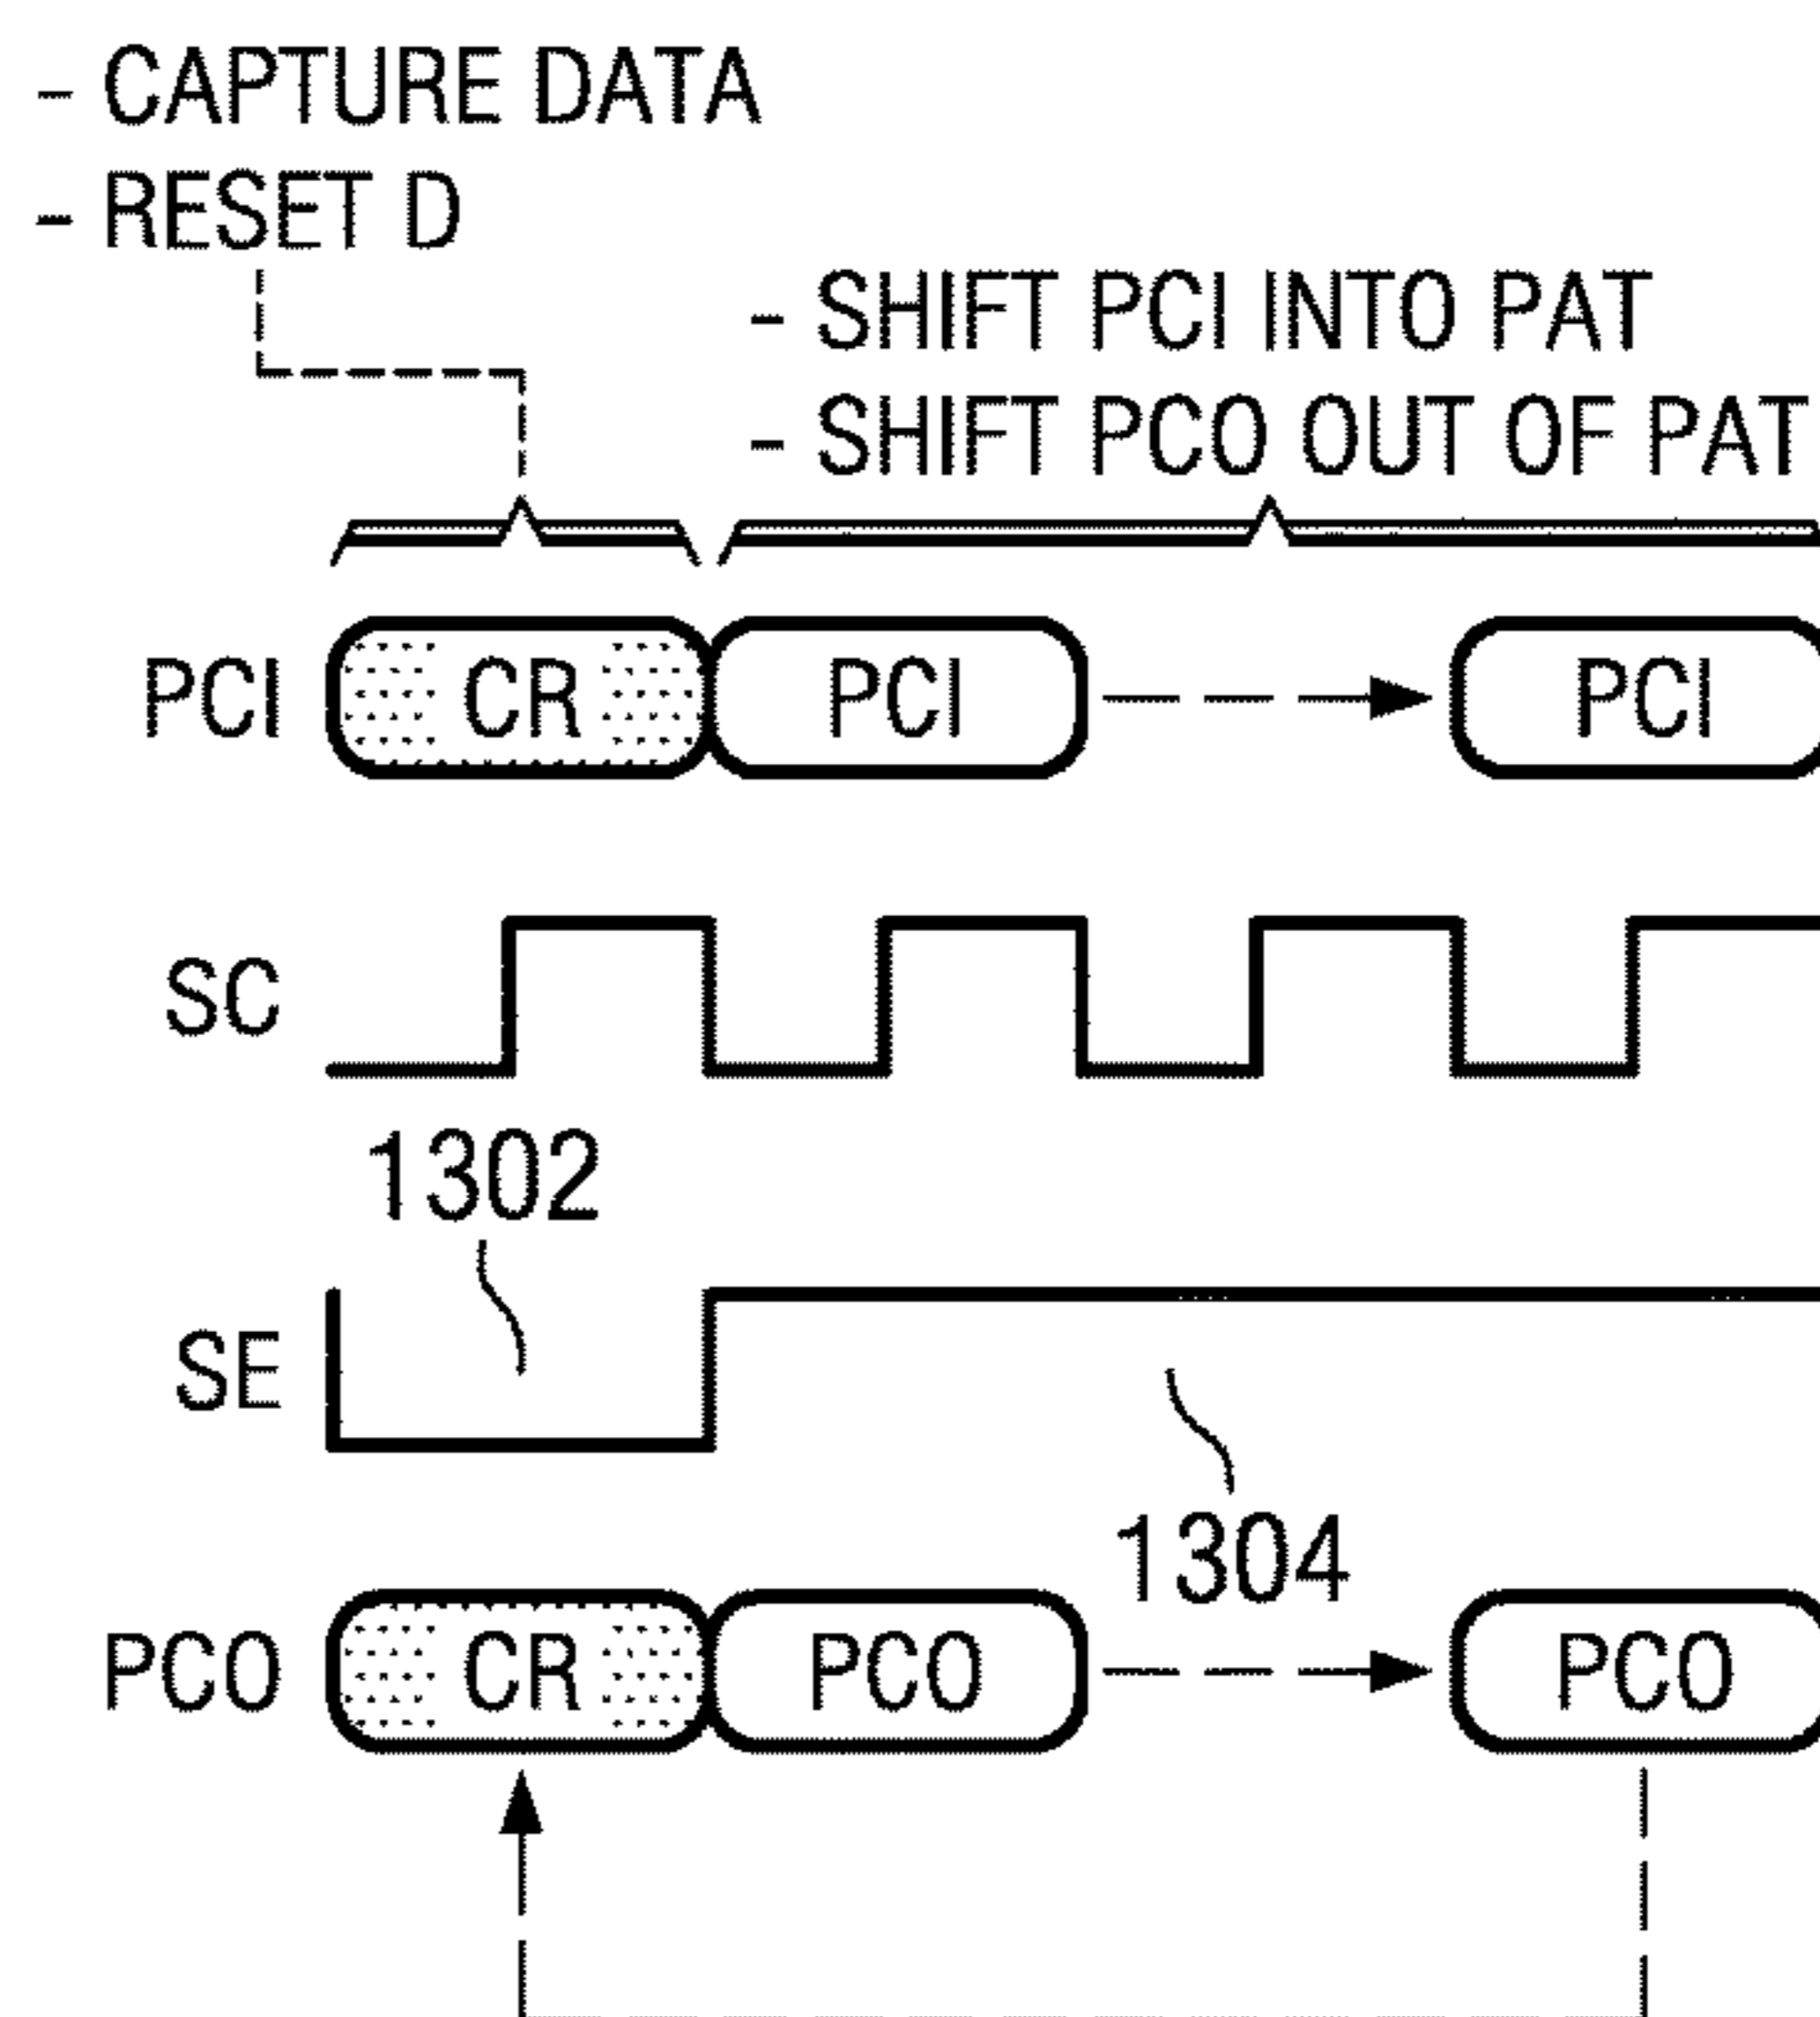 - CAPTURE DATA
- RESET D
- SHIFT PCI INTO PAT
- SHIFT PCO OUT OF PAT
PCI CR PCI PCI
SC
1302
SE
1304
PCO CR PCO PCO